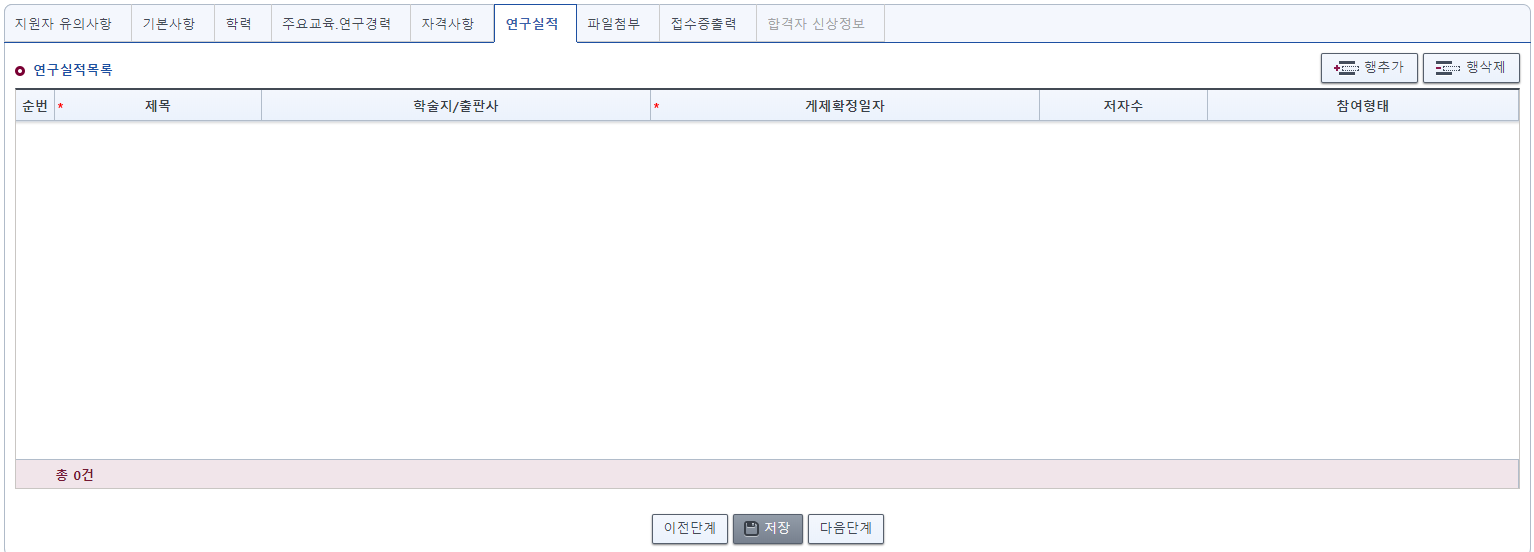 지원자 유의사항 기본사항 학력 주요교육.연구경력 자격사항 연구실적 파일첨부 접수증출력 합격자 신상정보
연구실적목록 행추가 행삭제
순번 * 제목 학술지/출판사 * 게제확정일자 저자수 참여형태
총 0건
이전단계 저장 다음단계